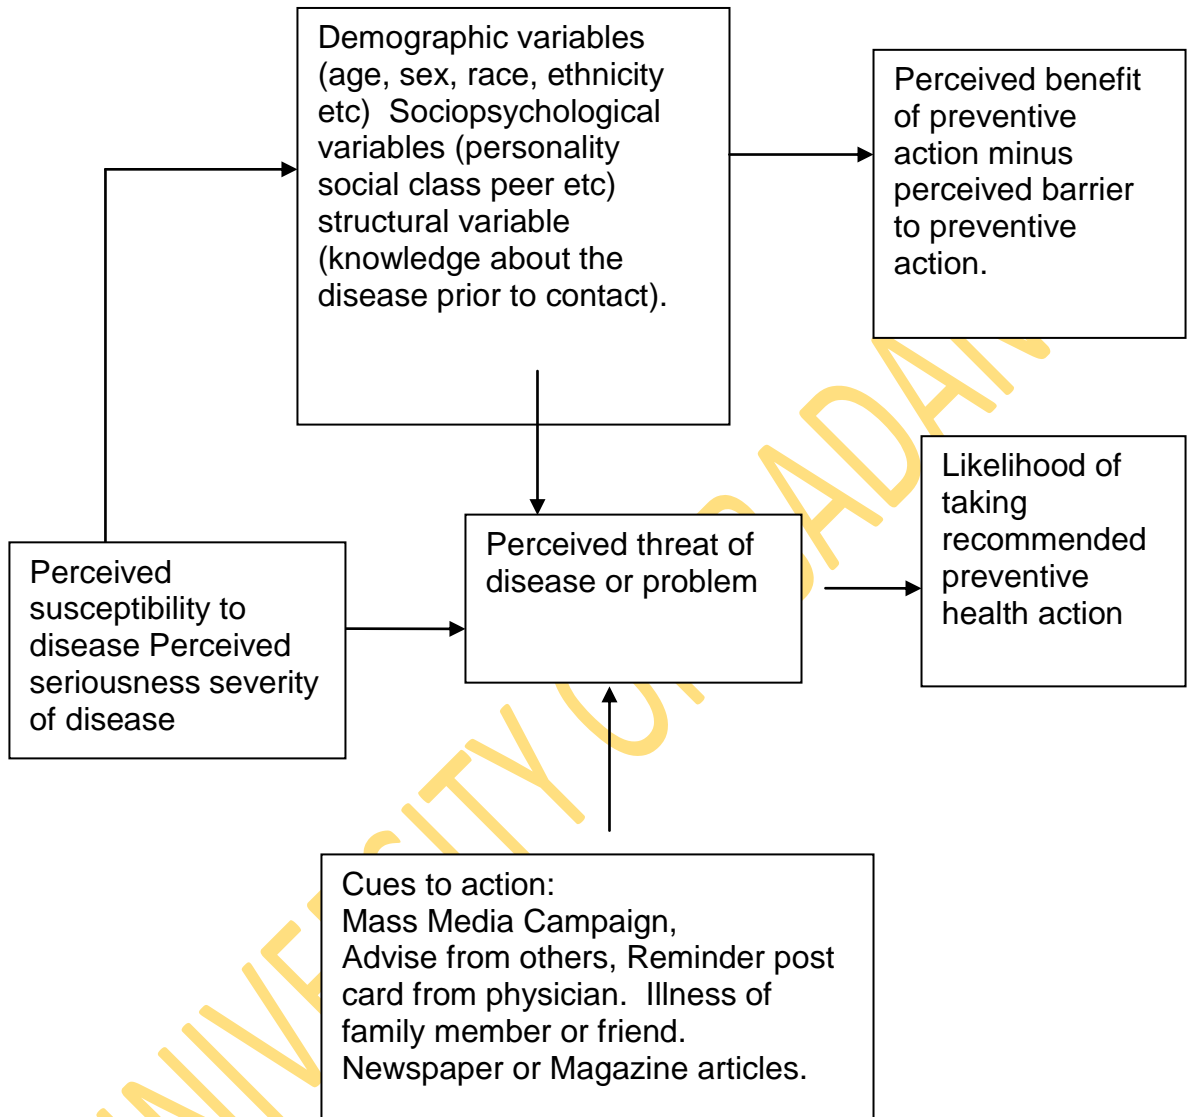 Demographic variables
(age, sex, race, ethnicity
etc)  Sociopsychological
variables (personality
social class peer etc)
structural variable
(knowledge about the
disease prior to contact).
Perceived benefit
of preventive
action minus
perceived barrier
to preventive
action.
Likelihood of
taking
recommended
preventive
health action
Perceived threat of
disease or problem
Perceived
susceptibility to
disease Perceived
seriousness severity
of disease
Cues to action:
Mass Media Campaign,
Advise from others, Reminder post
card from physician.  Illness of
family member or friend.
Newspaper or Magazine articles.
UNIVERSITY OF BADAN